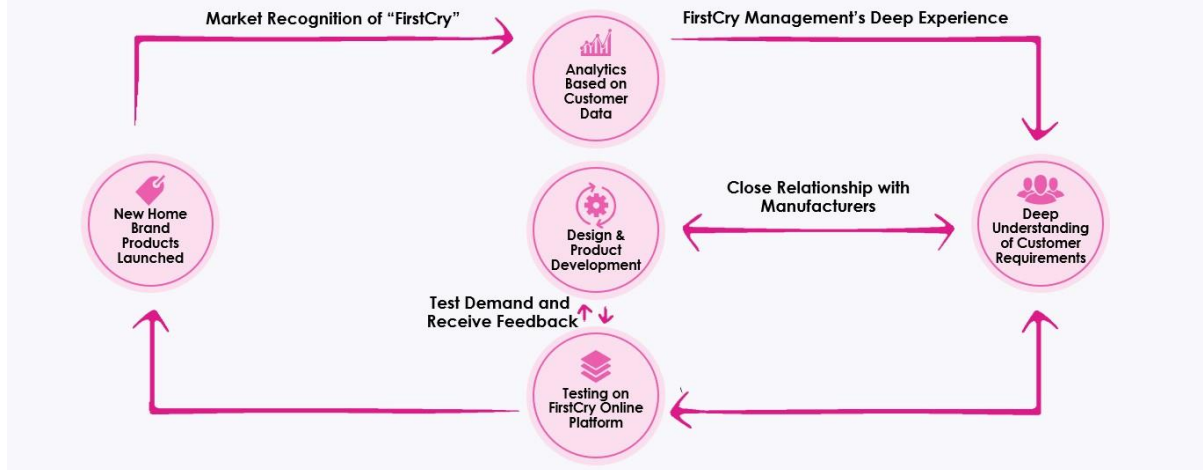 Market Recognition of “FirstCry”
FirstCry Management’s Deep Experience
Analytics
Based on
Customer
Data
New Home
Brand
Products
Launched
Design &
Product
Development
Close Relationship with
Manufacturers
Deep
Understanding
of Customer
Requirements
Test Demand and
Receive Feedback
Testing on
FirstCry Online
Platform